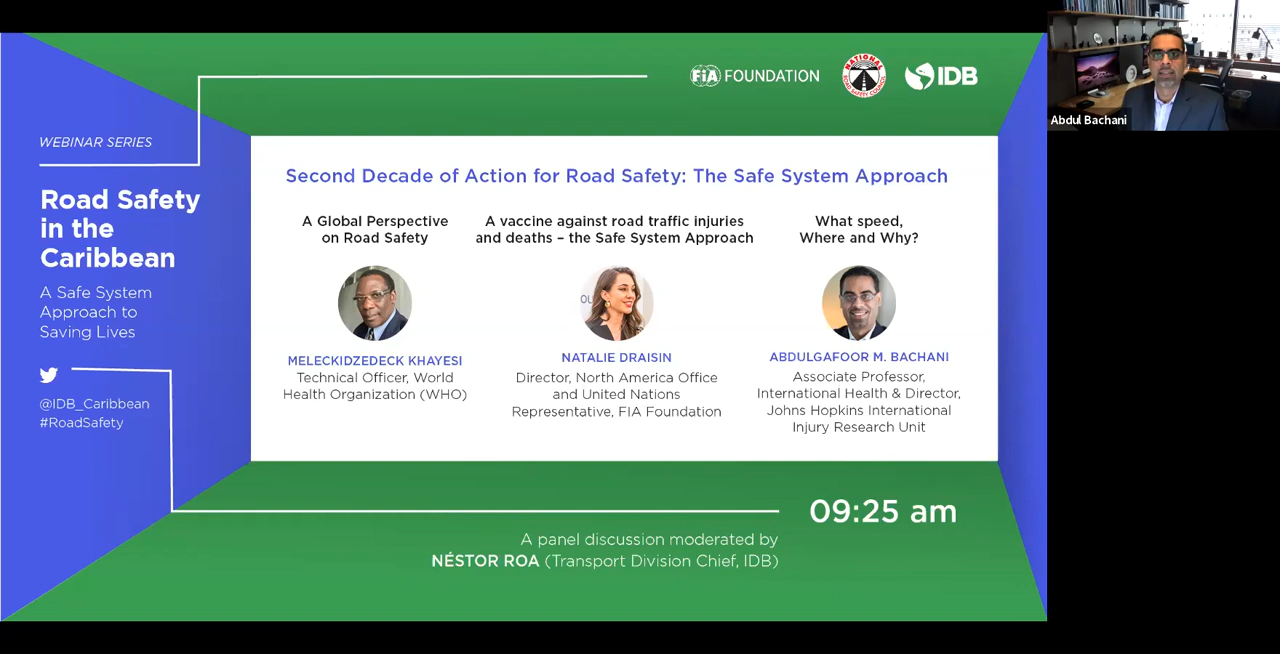 FiA FOUNDATION
NATIONAL
ROAD SAFETY COUNCIL
IDB
Abdul Bachani
WEBINAR SERIES
Road Safety
in the
Caribbean
A Safe System
Approach to
Saving Lives
@IDB_Caribbean
#RoadSafety
Second Decade of Action for Road Safety: The Safe System Approach
A Global Perspective
on Road Safety
MELECKIDZEDECK KHAYESI
Technical Officer, World
Health Organization (WHO)
A vaccine against road traffic injuries
and deaths – the Safe System Approach
NATALIE DRAISIN
Director, North America Office
and United Nations
Representative, FIA Foundation
What speed,
Where and Why?
ABDULGAFOOR M. BACHANI
Associate Professor,
International Health & Director,
Johns Hopkins International
Injury Research Unit
09:25 am
A panel discussion moderated by
NÉSTOR ROA (Transport Division Chief, IDB)